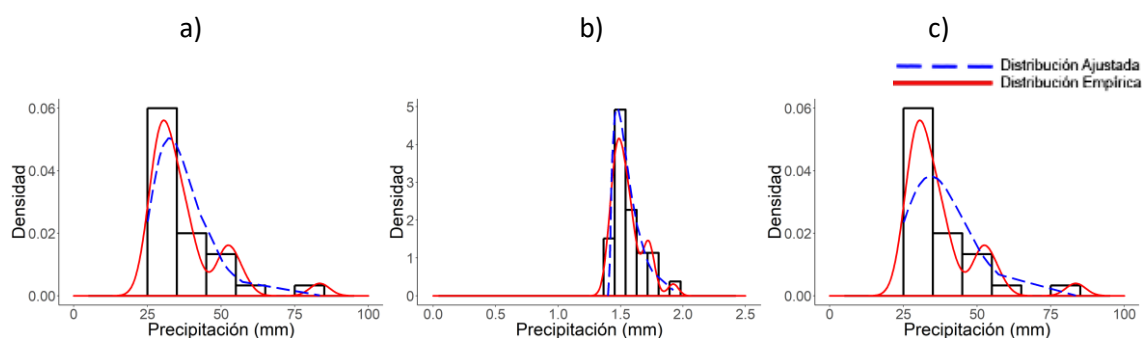 a)
b)
c)
Distribución Ajustada
Distribución Empírica
Densidad
0.06
0.04
0.02
0.00
0
25
50
75
100
Precipitación (mm)
Densidad
5
4
3
2
1
0
0.0
0.5
1.0
1.5
2.0
2.5
Precipitación (mm)
Densidad
0.06
0.04
0.02
0.00
0
25
50
75
100
Precipitación (mm)